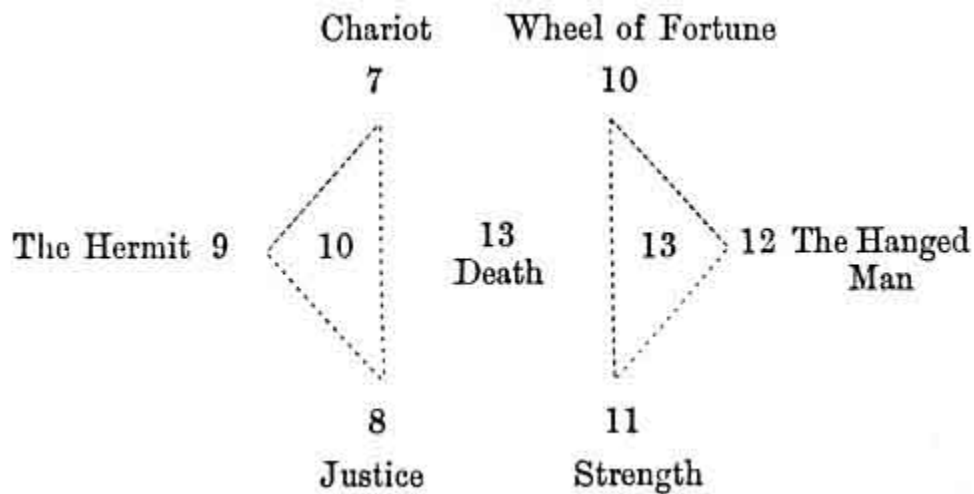 Chariot Wheel of Fortune
7 10
The Hermit 9 10 13 13 12 The Hanged
Death Man
8 11
Justice Strength